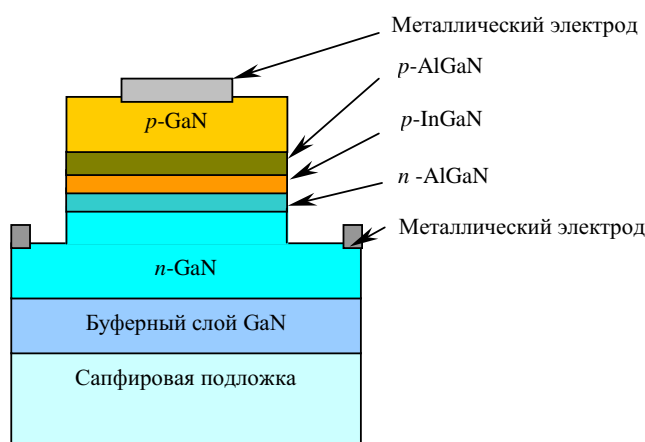 Металлический электрод
p-AlGaN
p-GaN
p-InGaN
n -AlGaN
Металлический электрод
n-GaN
Буферный слой GaN
Сапфировая подложка